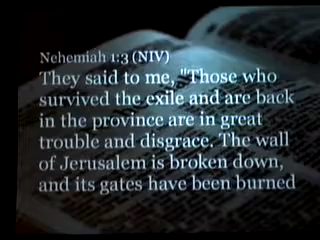 Nehemiah 1:3 (NIV)
They said to me, "Those who
survived the exile and are back
in the province are in great
trouble and disgrace. The wall
of Jerusalem is broken down,
and its gates have been burned